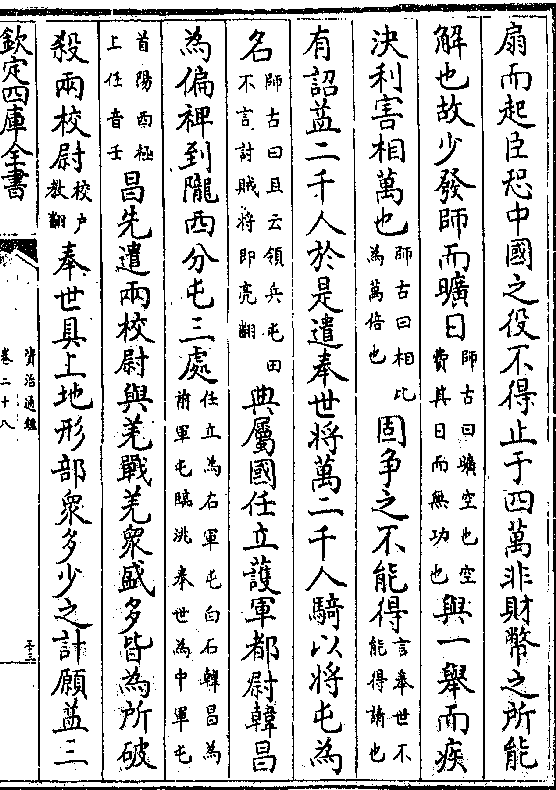 扇而起臣恐中國之役不得止于四萬非財幣之所能
解也故少發師而曠日師古曰曠空也空費其日而無功也與一舉而疾
決利害相萬也師古曰相比為萬倍也固爭之不能得言奉世不能得請也
有詔益二千人於是遣奉世將萬二千人騎以將屯為
名師古曰且云領兵屯田不言討賊將即亮翻典屬國任立護軍都尉韓昌
為偏裨到隴西分屯三處任立為右軍屯白石韓昌為前軍屯臨洮奉世為中軍屯
首陽西極上任音壬昌先遣兩校尉與羌戰羌衆盛多皆為所破
殺兩校尉校户教翻奉世具上地形部衆多少之計願益三
欽定四庫全書
資治通鑑
卷二十八